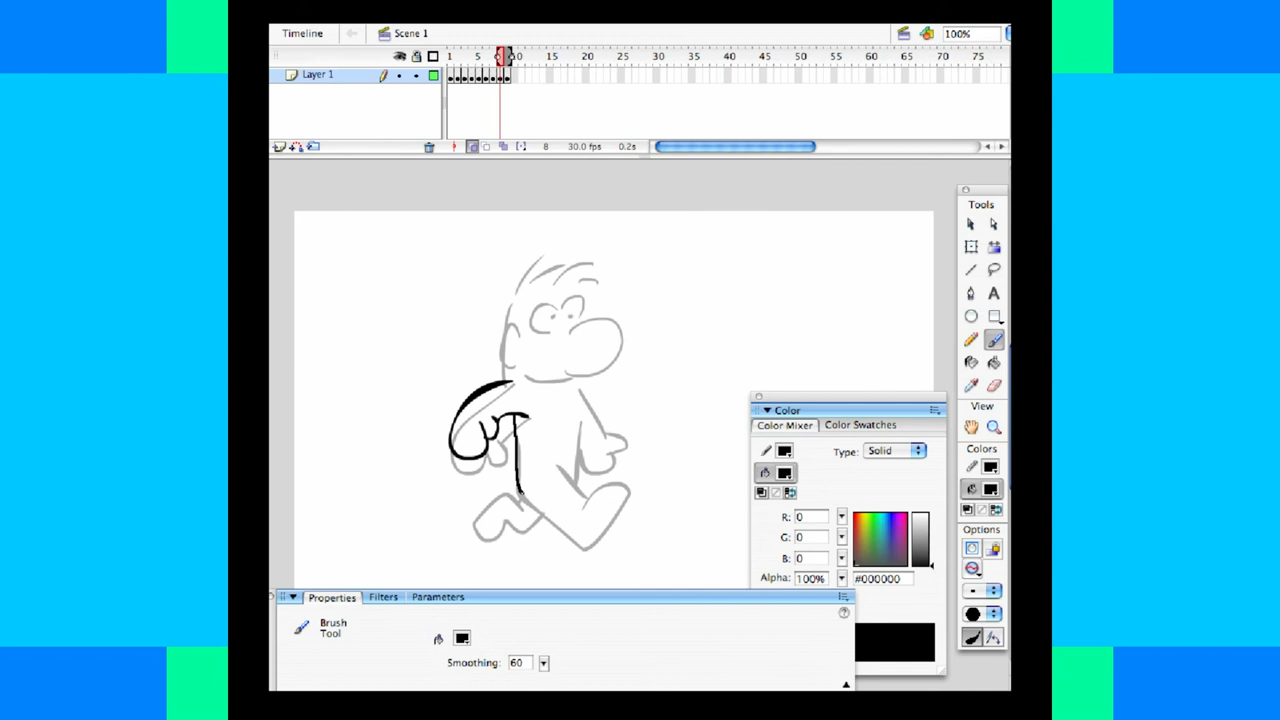 Timeline
Scene 1
100%
1 5 10 15 20 25 30 35 40 45 50 55 60 65 70 75
Layer 1
8 30.0 fps 0.2s
Tools
A
View
Colors
Options
Color
Color Mixer Color Swatches
Type: Solid
R: 0
G: 0
B: 0
Alpha: 100% #000000
Properties Filters Parameters
?
Brush
Tool
Smoothing: 60